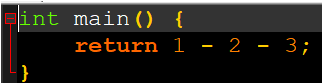 int main() {
    return 1 - 2 - 3;
}